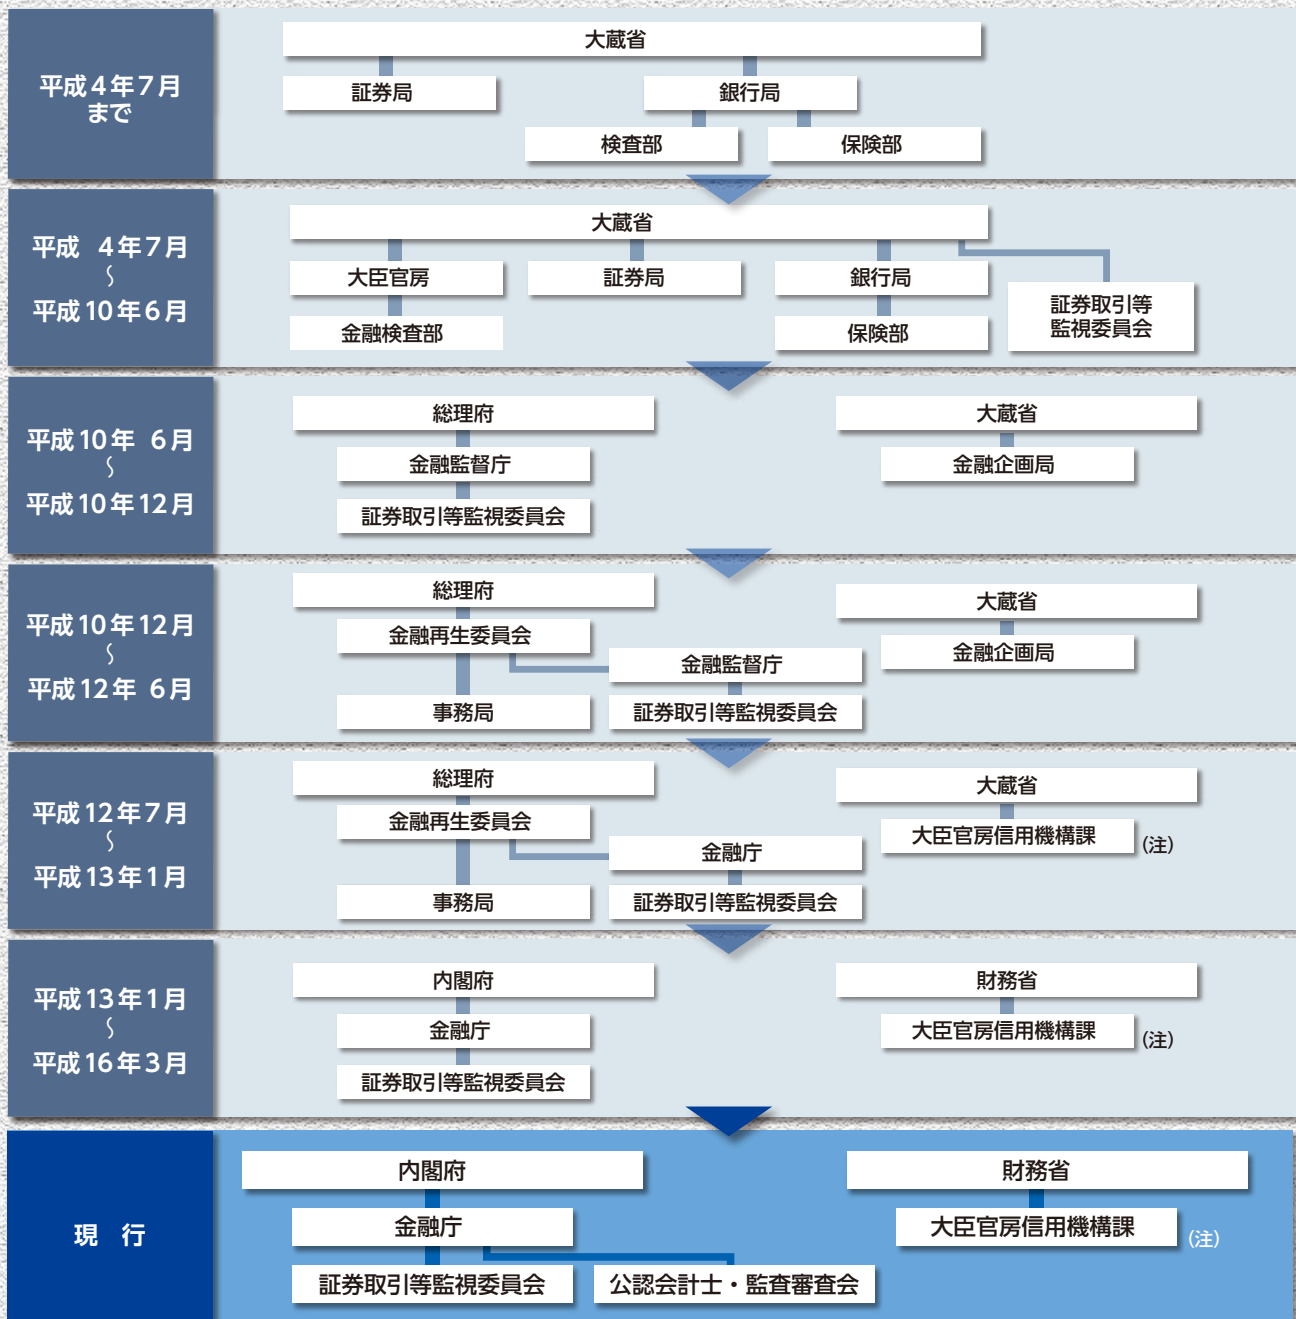 平成4年7月
まで
大蔵省
証券局
銀行局
検査部
保険部
平成 4年7月
〜
平成10年6月
大蔵省
大臣官房
証券局
銀行局
証券取引等
監視委員会
金融検査部
保険部
平成10年 6月
〜
平成10年12月
総理府
大蔵省
金融監督庁
金融企画局
証券取引等監視委員会
平成10年12月
〜
平成12年 6月
総理府
大蔵省
金融再生委員会
金融監督庁
金融企画局
事務局
証券取引等監視委員会
平成12年7月
〜
平成13年1月
総理府
大蔵省
金融再生委員会
金融庁
大臣官房信用機構課 (注)
事務局
証券取引等監視委員会
平成13年1月
〜
平成16年3月
内閣府
財務省
金融庁
大臣官房信用機構課 (注)
証券取引等監視委員会
現 行
内閣府
財務省
金融庁
大臣官房信用機構課 (注)
証券取引等監視委員会
公認会計士・監査審査会